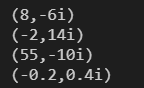 (8,-6i)
(-2,14i)
(55,-10i)
(-0.2,0.4i)